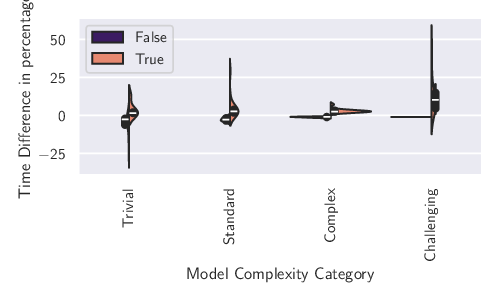 Time Difference in percentage
50
25
0
−25
False
True
Trivial
Standard
Complex
Challenging
Model Complexity Category